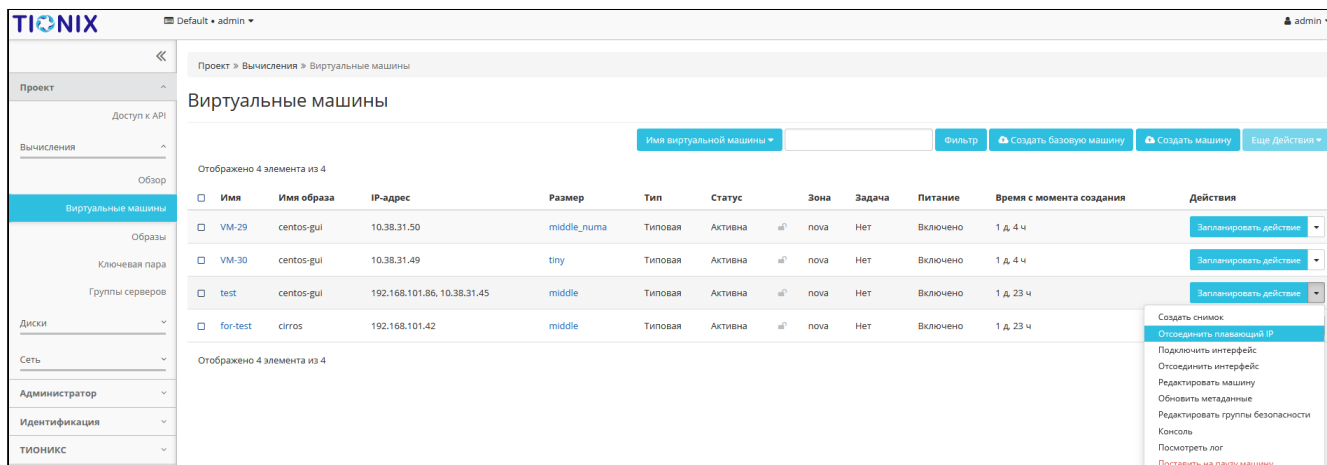 TIONIX
Default • admin
admin
Проект » Вычисления » Виртуальные машины
Проект
Доступ к API
Вычисления
Обзор
Виртуальные машины
Образы
Ключевая пара
Группы серверов
Диски
Сеть
Администратор
Идентификация
ТИОНИКС
Виртуальные машины
Имя виртуальной машины Фильтр Создать базовую машину Создать машину Еще Действия
Отображено 4 элемента из 4
Имя Имя образа IP-адрес Размер Тип Статус Зона Задача Питание Время с момента создания Действия
VM-29 centos-gui 10.38.31.50 middle_numa Типовая Активна nova Нет Включено 1 д, 4 ч Запланировать действие
VM-30 centos-gui 10.38.31.49 tiny Типовая Активна nova Нет Включено 1 д, 4 ч Запланировать действие
test centos-gui 192.168.101.86, 10.38.31.45 middle Типовая Активна nova Нет Включено 1 д, 23 ч Запланировать действие
for-test cirros 192.168.101.42 middle Типовая Активна nova Нет Включено 1 д, 23 ч
Отображено 4 элемента из 4
Создать снимок
Отсоединить плавающий IP
Подключить интерфейс
Отсоединить интерфейс
Редактировать машину
Обновить метаданные
Редактировать группы безопасности
Консоль
Посмотреть лог
Поставить на паузу машину